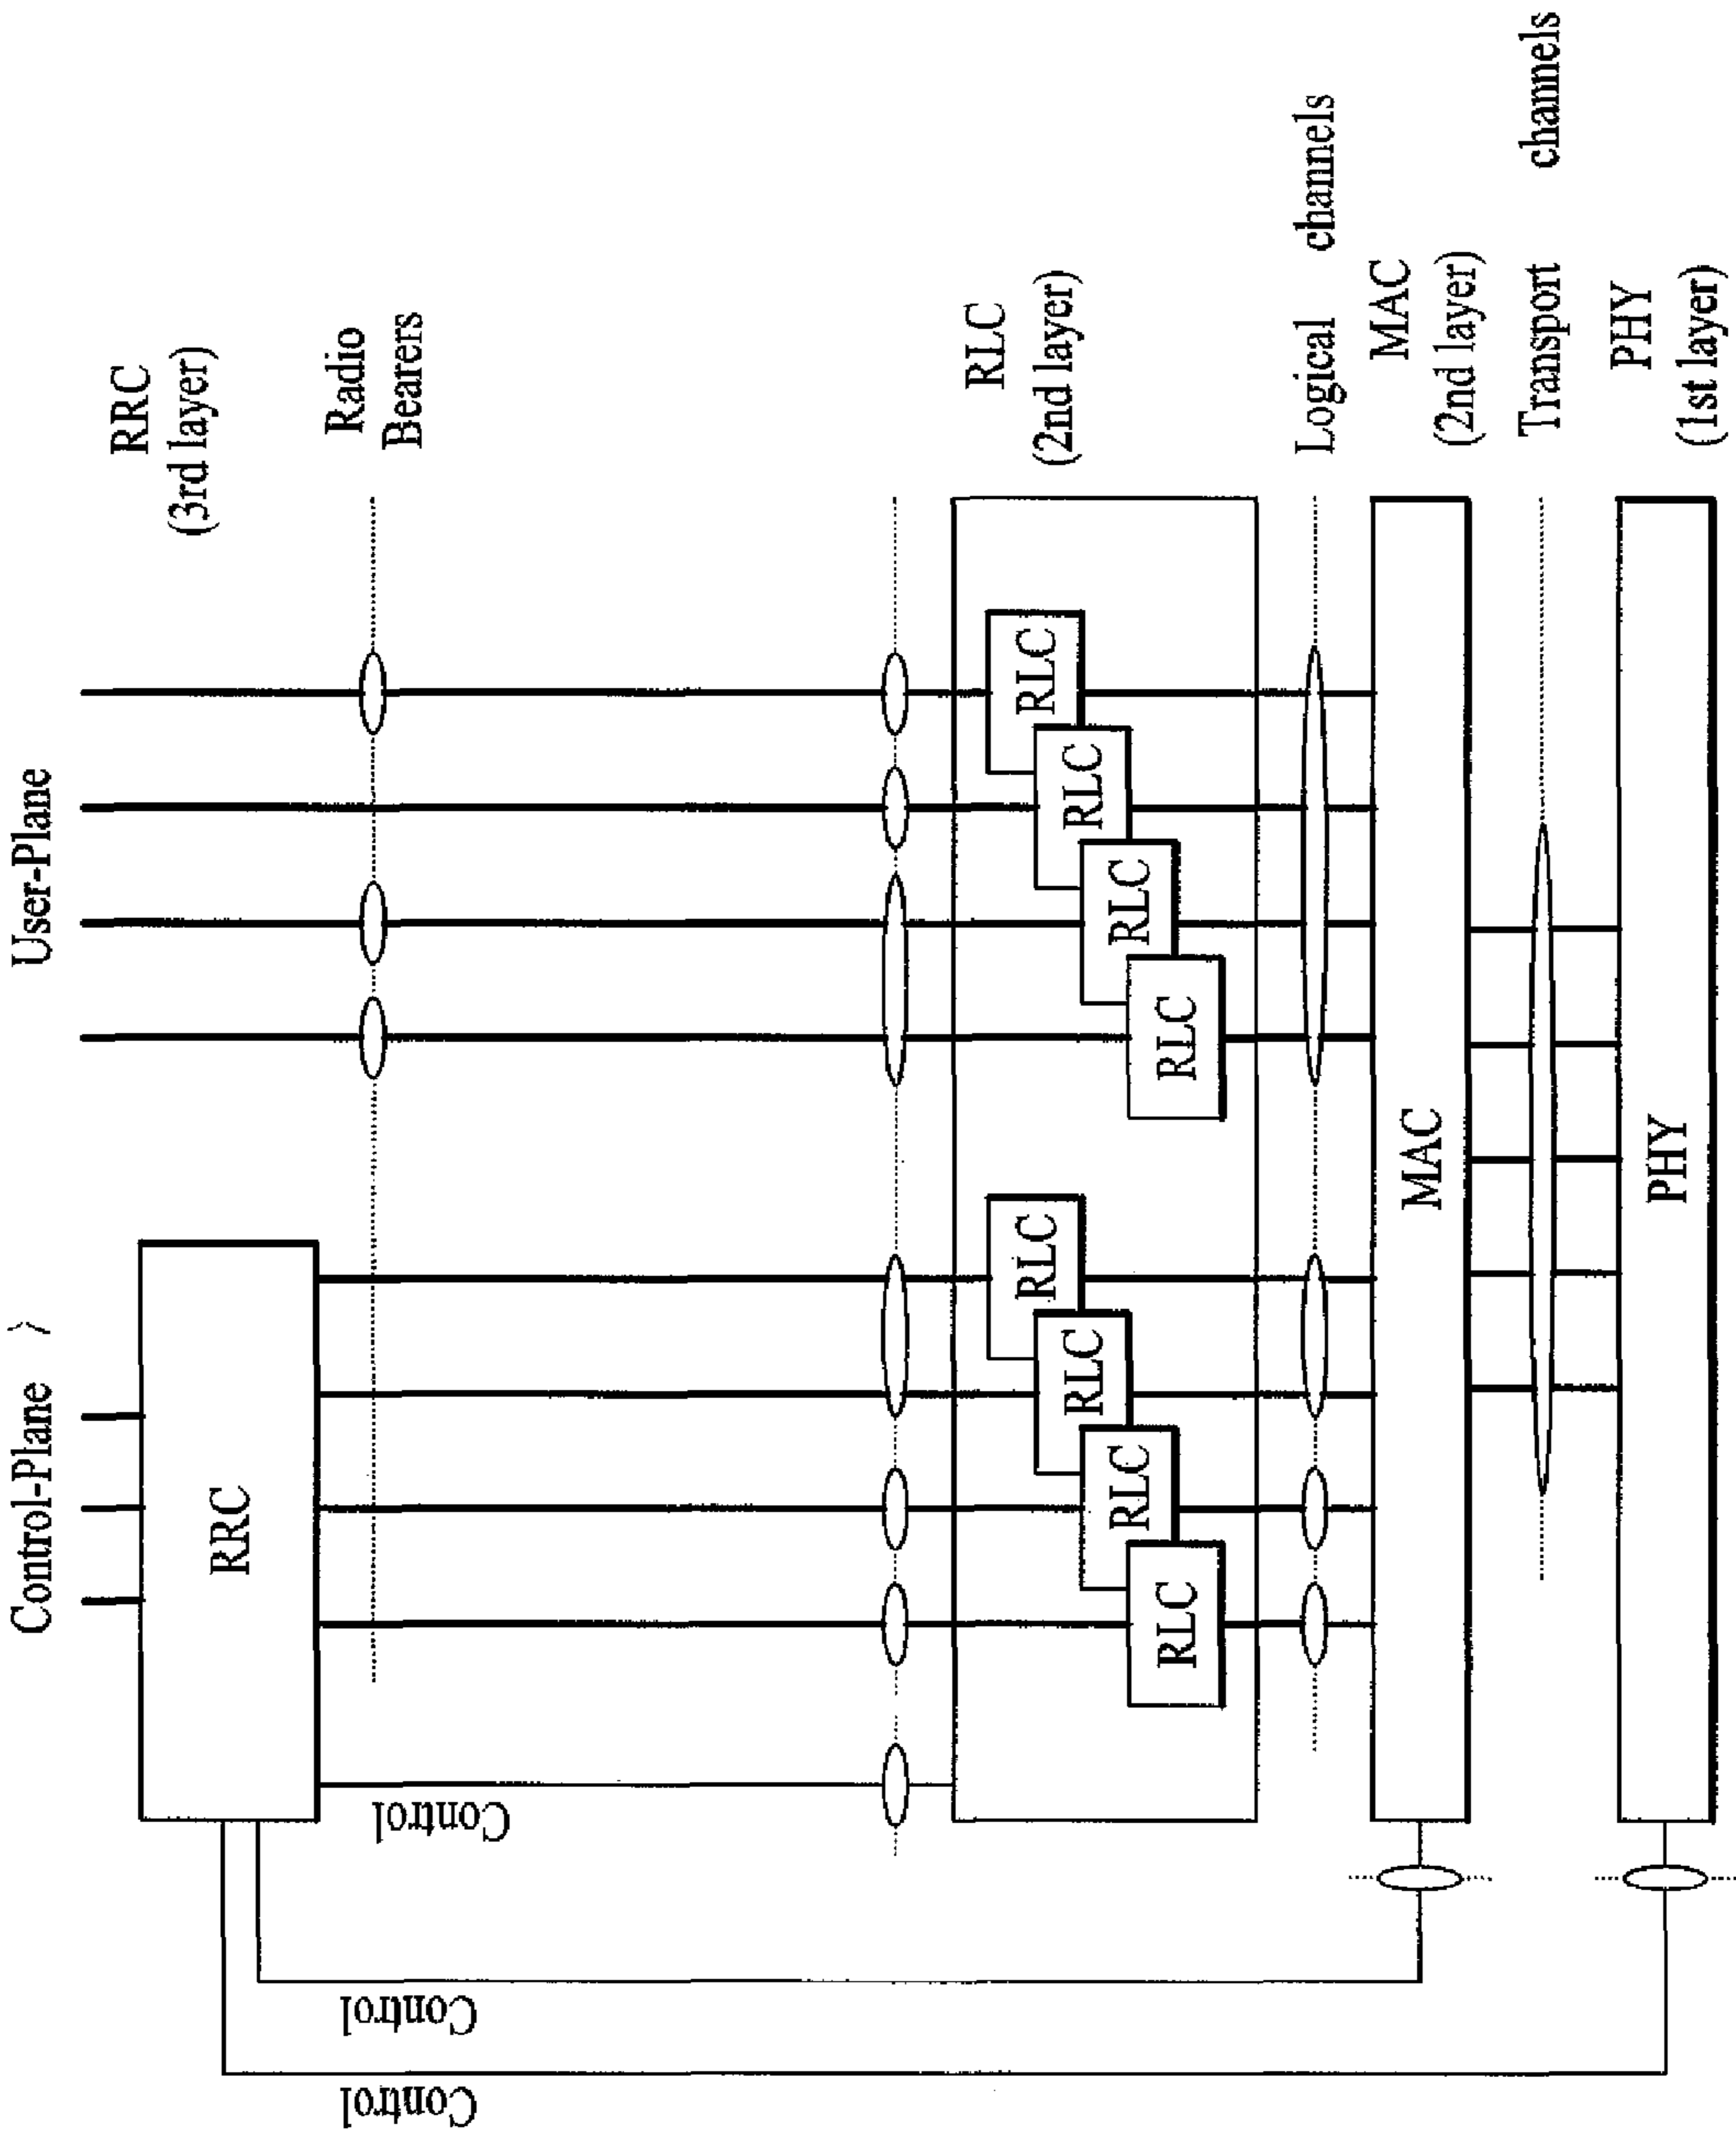 Control-Plane 〉
User-Plane
RRC
(3rd layer)
RRC
Radio
Bearers
Control
Control
Control
RLC
(2nd layer)
RLC
RLC
RLC
RLC
RLC
RLC
RLC
RLC
Logical channels
MAC
(2nd layer)
MAC
Transport channels
PHY
(1st layer)
PHY